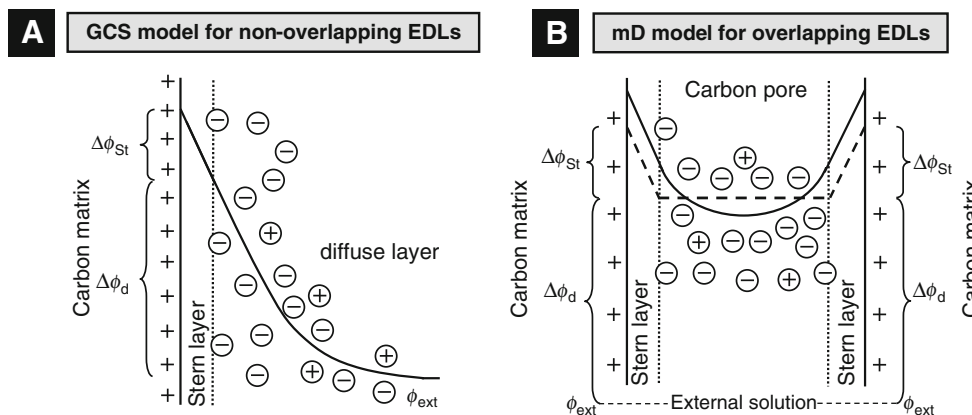 A
GCS model for non-overlapping EDLs
Δϕ_St
Δϕ_d
Carbon matrix
Stern layer
diffuse layer
ϕ_ext
B
mD model for overlapping EDLs
Carbon pore
Δϕ_St
Δϕ_St
Carbon matrix
Δϕ_d
Δϕ_d
Stern layer
Stern layer
Carbon matrix
ϕ_ext
External solution
ϕ_ext